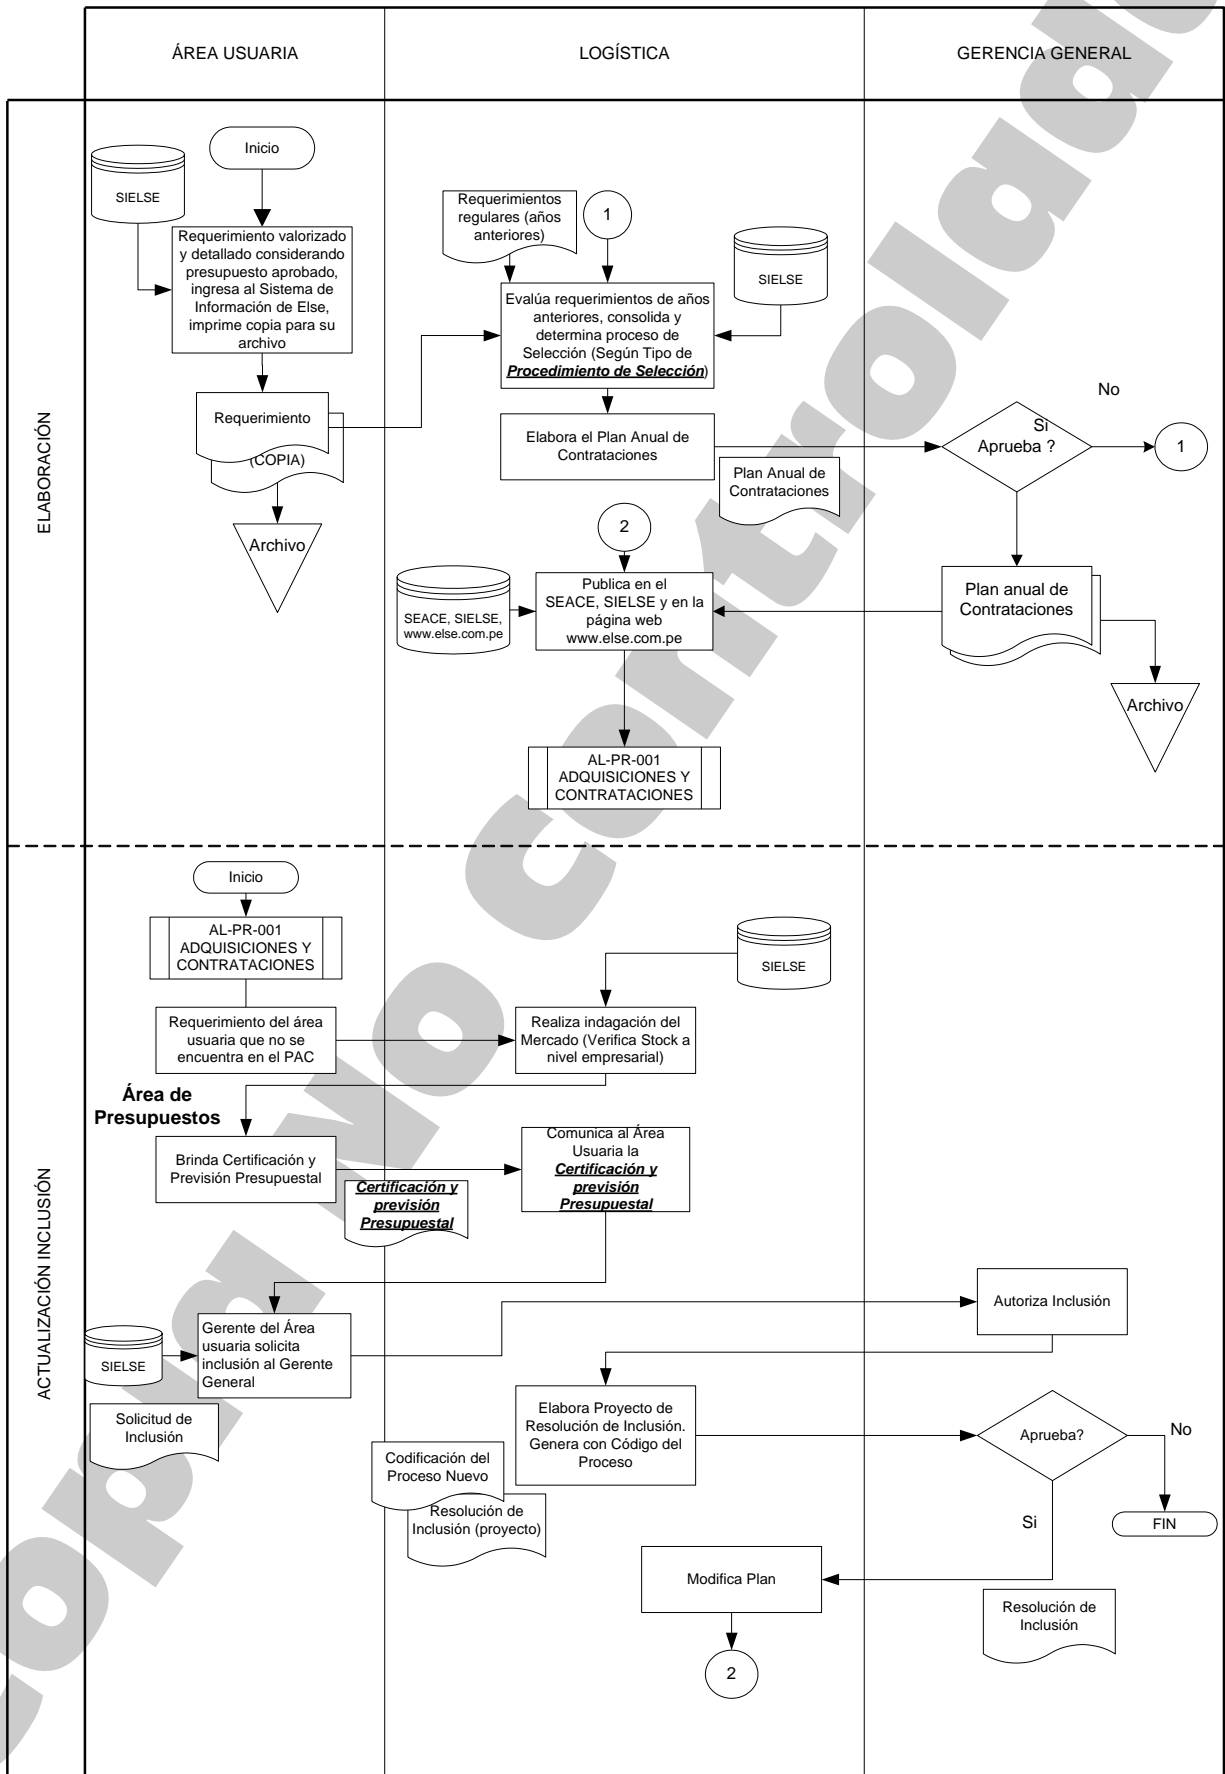 ÁREA USUARIA
LOGÍSTICA
GERENCIA GENERAL
ELABORACIÓN
Inicio
SIELSE
Requerimiento valorizado
y detallado considerando
presupuesto aprobado,
ingresa al Sistema de
Información de Else,
imprime copia para su
archivo
Requerimiento
(COPIA)
Archivo
Requerimientos
regulares (años
anteriores)
1
SIELSE
Evalúa requerimientos de años
anteriores, consolida y
determina proceso de
Selección (Según Tipo de
Procedimiento de Selección)
Elabora el Plan Anual de
Contrataciones
Plan Anual de
Contrataciones
No
Si
Aprueba ?
1
2
Publica en el
SEACE, SIELSE y en la
página web
www.else.com.pe
SEACE, SIELSE,
www.else.com.pe
Plan anual de
Contrataciones
Archivo
AL-PR-001
ADQUISICIONES Y
CONTRATACIONES
ACTUALIZACIÓN INCLUSIÓN
Inicio
AL-PR-001
ADQUISICIONES Y
CONTRATACIONES
SIELSE
Requerimiento del área
usuaria que no se
encuentra en el PAC
Realiza indagación del
Mercado (Verifica Stock a
nivel empresarial)
Área de
Presupuestos
Brinda Certificación y
Previsión Presupuestal
Certificación y
previsión
Presupuestal
Comunica al Área
Usuaria la
Certificación y
previsión
Presupuestal
Autoriza Inclusión
SIELSE
Gerente del Área
usuaria solicita
inclusión al Gerente
General
Solicitud de
Inclusión
Elabora Proyecto de
Resolución de Inclusión.
Genera con Código del
Proceso
Codificación del
Proceso Nuevo
Resolución de
Inclusión (proyecto)
Aprueba?
No
Si
FIN
Modifica Plan
Resolución de
Inclusión
2
Copia No controlada